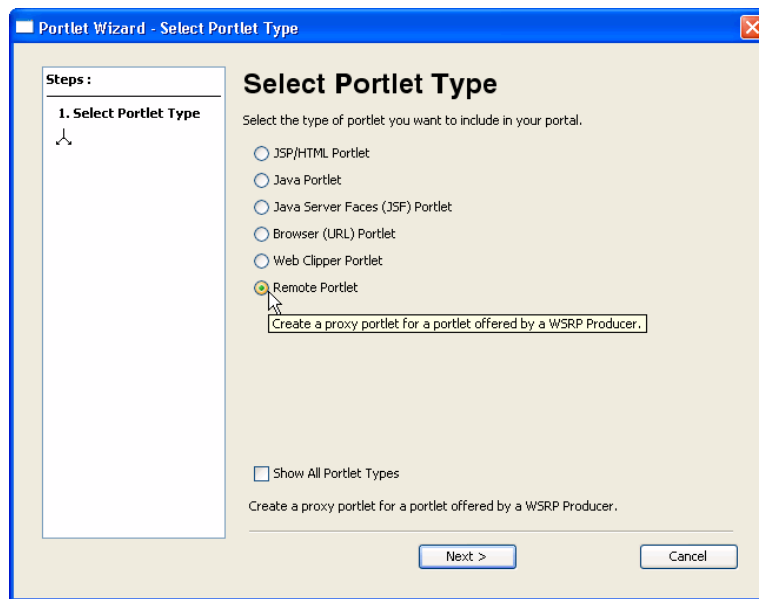 Portlet Wizard - Select Portlet Type
Steps :
1. Select Portlet Type
Select Portlet Type
Select the type of portlet you want to include in your portal.
JSP/HTML Portlet
Java Portlet
Java Server Faces (JSF) Portlet
Browser (URL) Portlet
Web Clipper Portlet
Remote Portlet
Create a proxy portlet for a portlet offered by a WSRP Producer.
Show All Portlet Types
Create a proxy portlet for a portlet offered by a WSRP Producer.
Next >
Cancel